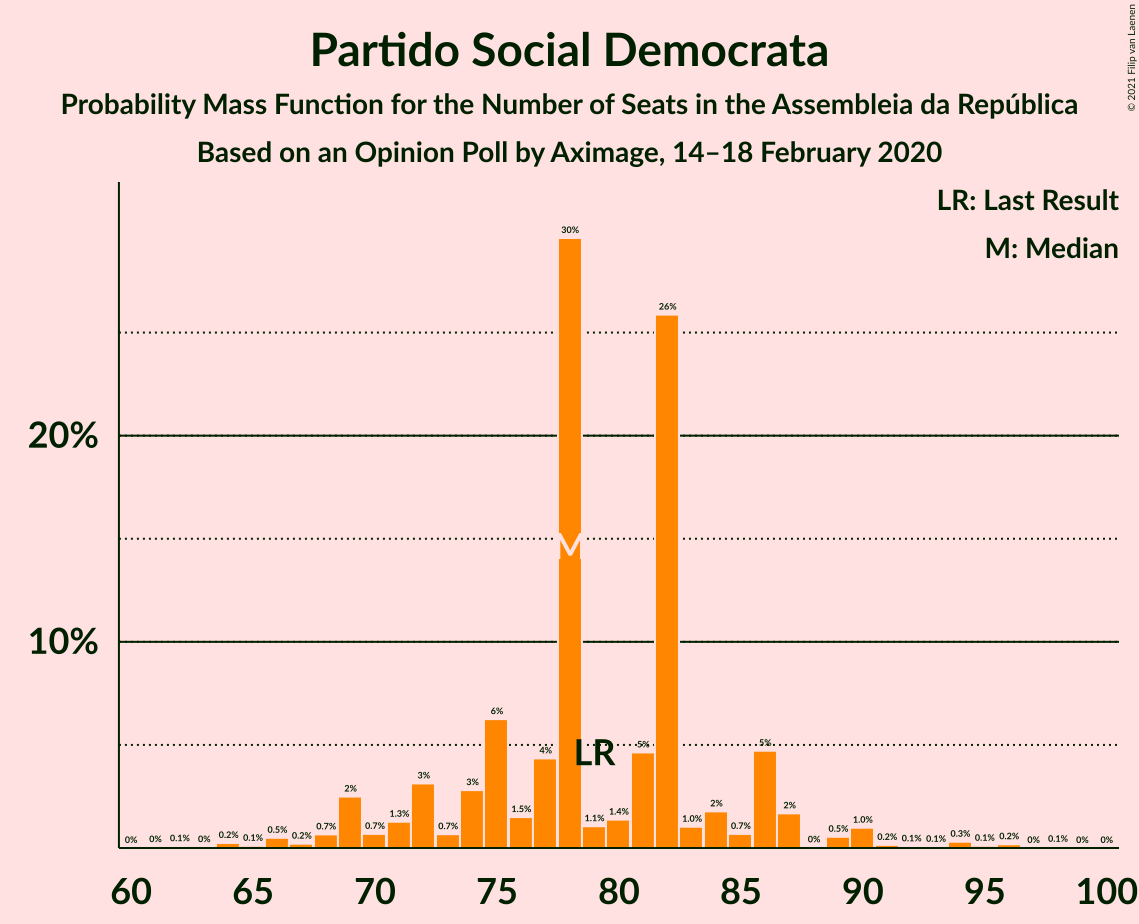 Partido Social Democrata
Probability Mass Function for the Number of Seats in the Assembleia da República
Based on an Opinion Poll by Aximage, 14–18 February 2020
© 2021 Filip van Laenen
LR: Last Result
M: Median
20%
10%
0% 0% 0.1% 0% 0.2% 0.1% 0.5% 0.2% 0.7% 2% 0.7% 1.3% 3% 0.7% 3% 6% 1.5% 4% 30% 1.1% 1.4% 5% 26% 1.0% 2% 0.7% 5% 2% 0% 0.5% 1.0% 0.2% 0.1% 0.1% 0.3% 0.1% 0.2% 0% 0.1% 0% 0%
M
LR
60 65 70 75 80 85 90 95 100